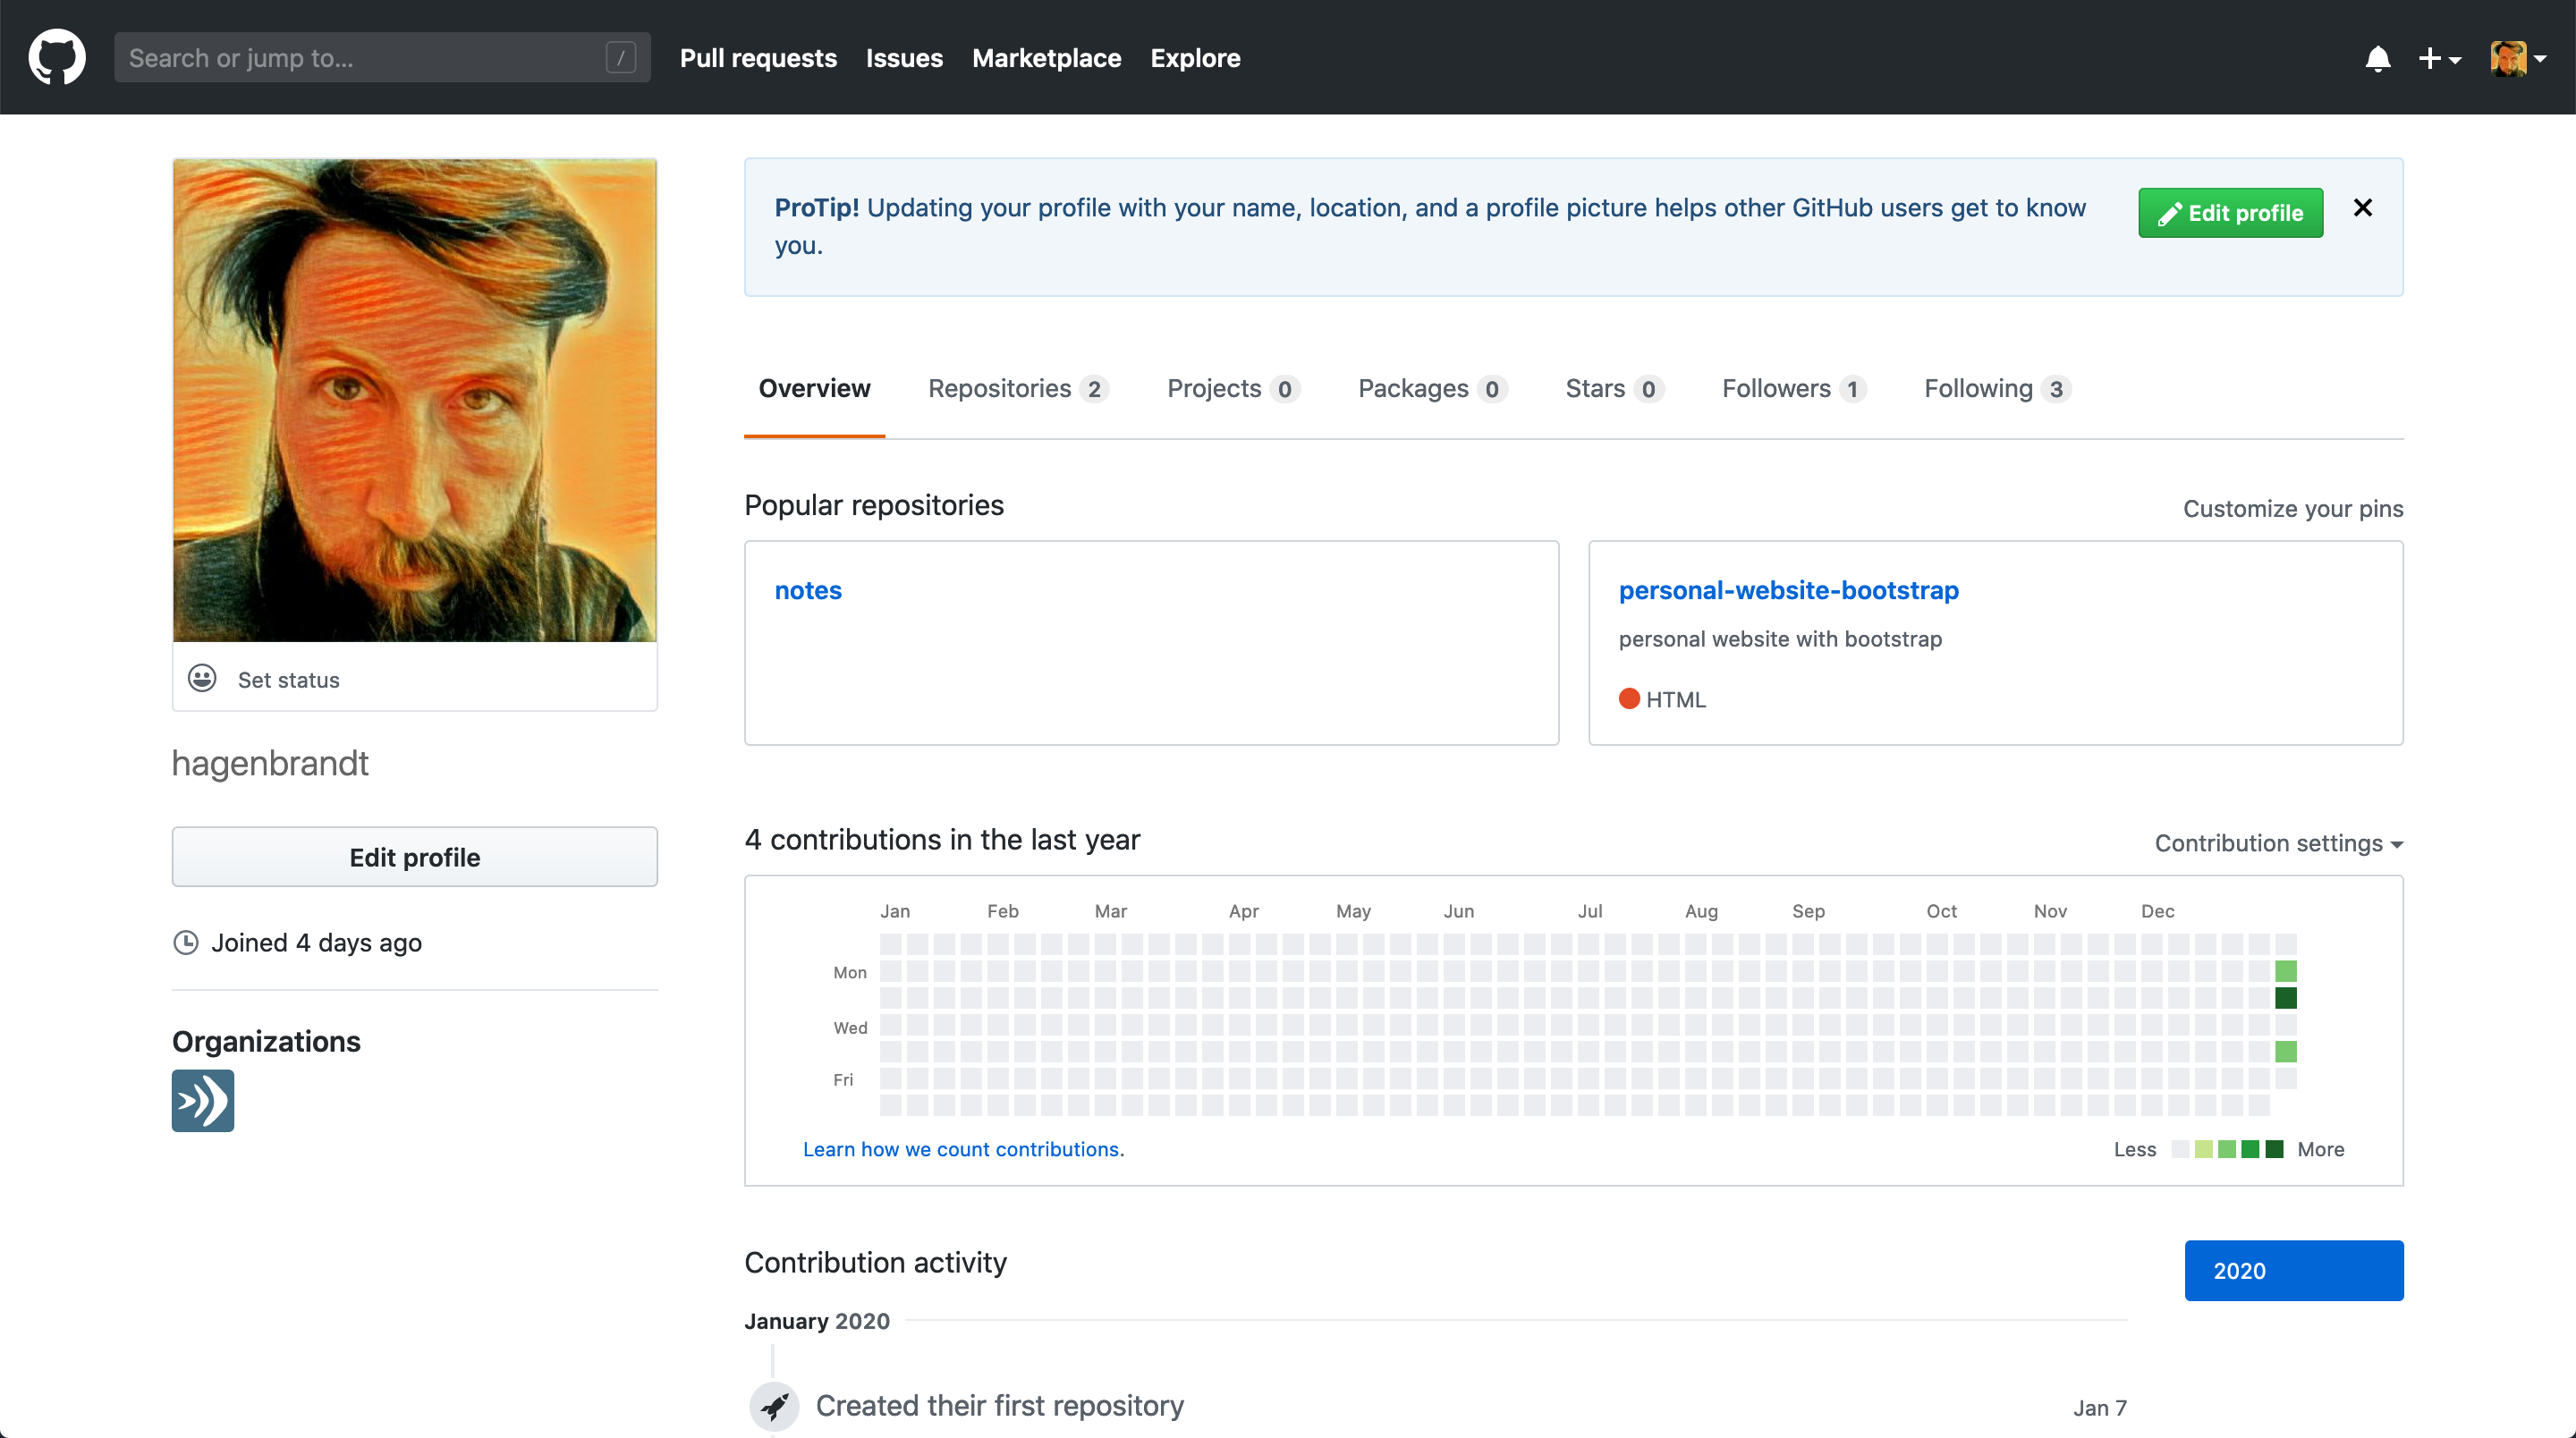 Search or jump to... /
Pull requests Issues Marketplace Explore
ProTip! Updating your profile with your name, location, and a profile picture helps other GitHub users get to know
you.
Edit profile
Overview Repositories 2 Projects 0 Packages 0 Stars 0 Followers 1 Following 3
Popular repositories
Customize your pins
notes
personal-website-bootstrap
personal website with bootstrap
HTML
Set status
hagenbrandt
Edit profile
Joined 4 days ago
Organizations
4 contributions in the last year
Contribution settings
Jan Feb Mar Apr May Jun Jul Aug Sep Oct Nov Dec
Mon
Wed
Fri
Learn how we count contributions.
Less More
Contribution activity
2020
January 2020
Created their first repository
Jan 7